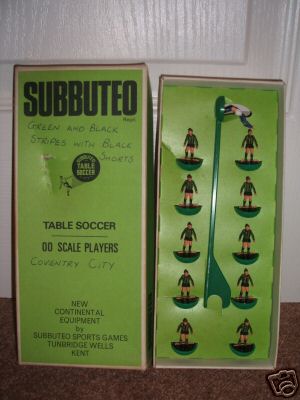 SUBBUTEO
Regd.
GREEN AND BLACK
STRIPES WITH BLACK
SHORTS
SUBBUTEO
TABLE
SOCCER
TABLE SOCCER
00 SCALE PLAYERS
COVENTRY CITY
NEW
CONTINENTAL
EQUIPMENT
by
SUBBUTEO SPORTS GAMES
TUNBRIDGE WELLS
KENT